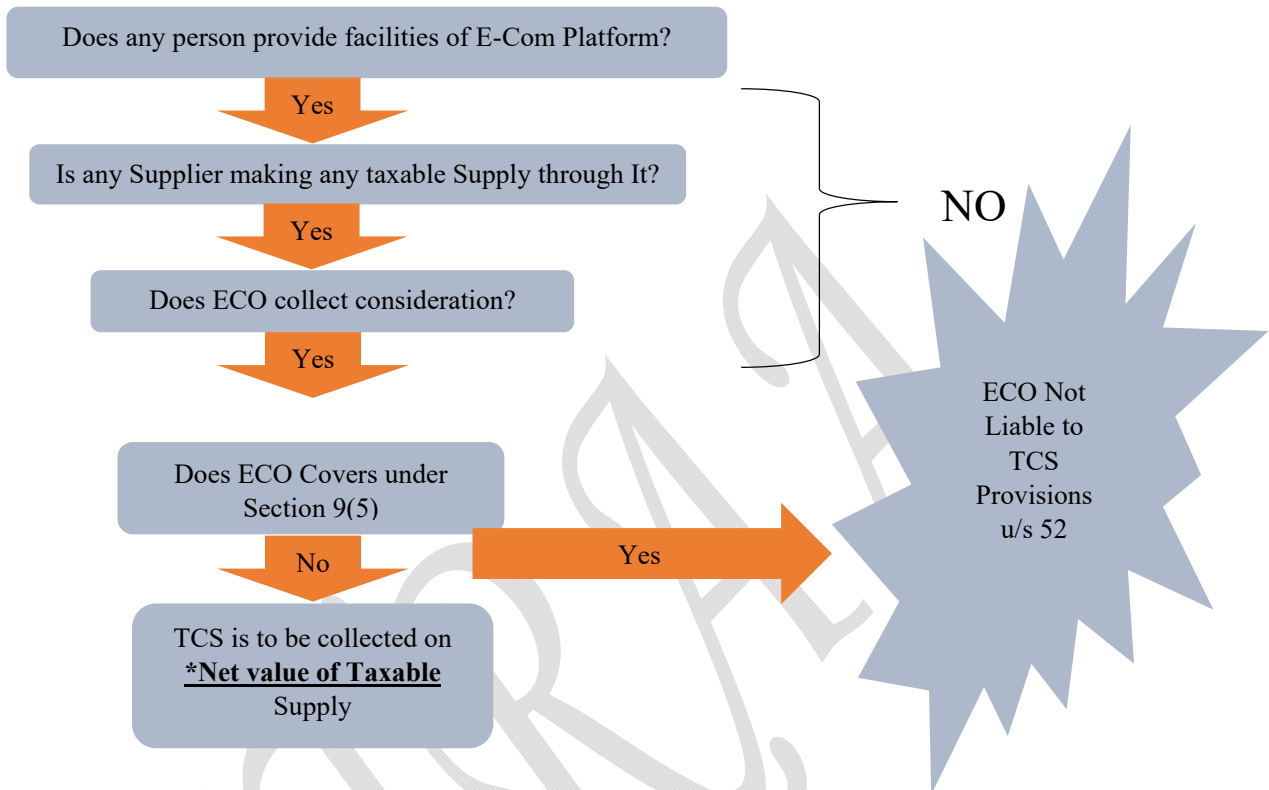 Does any person provide facilities of E-Com Platform?
Yes
Is any Supplier making any taxable Supply through It?
Yes
NO
Does ECO collect consideration?
Yes
ECO Not
Liable to
TCS
Provisions
u/s 52
Does ECO Covers under
Section 9(5)
No
Yes
TCS is to be collected on
*Net value of Taxable
Supply